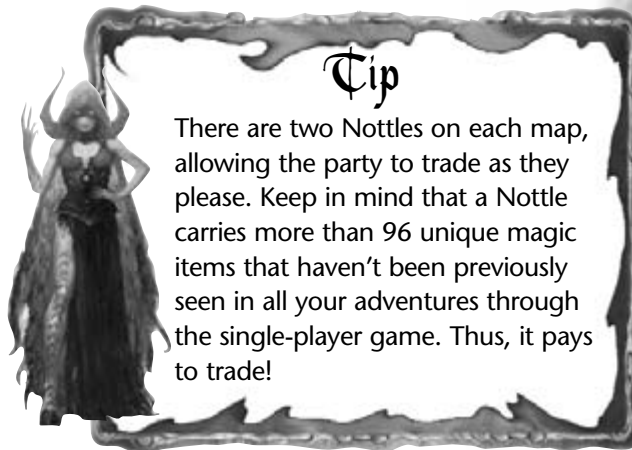 Tip
There are two Nottles on each map,
allowing the party to trade as they
please. Keep in mind that a Nottle
carries more than 96 unique magic
items that haven’t been previously
seen in all your adventures through
the single-player game. Thus, it pays
to trade!